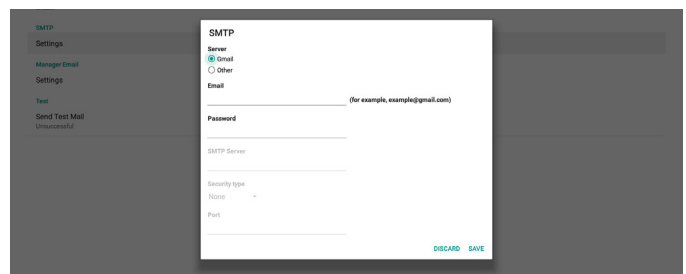 SMTP
Settings
Manager Email
Settings
Test
Send Test Mail
Unsuccessful
SMTP
Server
Gmail
Other
Email
(for example, example@gmail.com)
Password
SMTP Server
Security type
None
Port
DISCARD SAVE